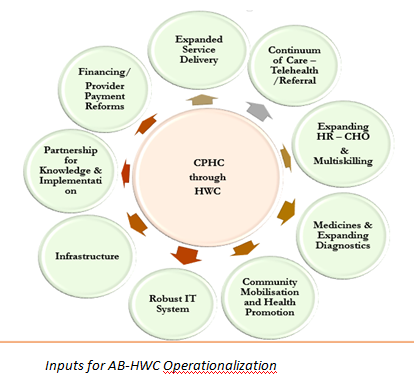 Expanded
Service
Delivery
Continuum
of Care –
Telehealth
/Referral
Expanding
HR – CHO
&
Multiskilling
Medicines &
Expanding
Diagnostics
Community
Mobilisation
and Health
Promotion
Robust IT
System
Infrastructure
Partnership
for
Knowledge &
Implementati
on
Financing/
Provider
Payment
Reforms
CPHC
through
HWC
Inputs for AB-HWC Operationalization